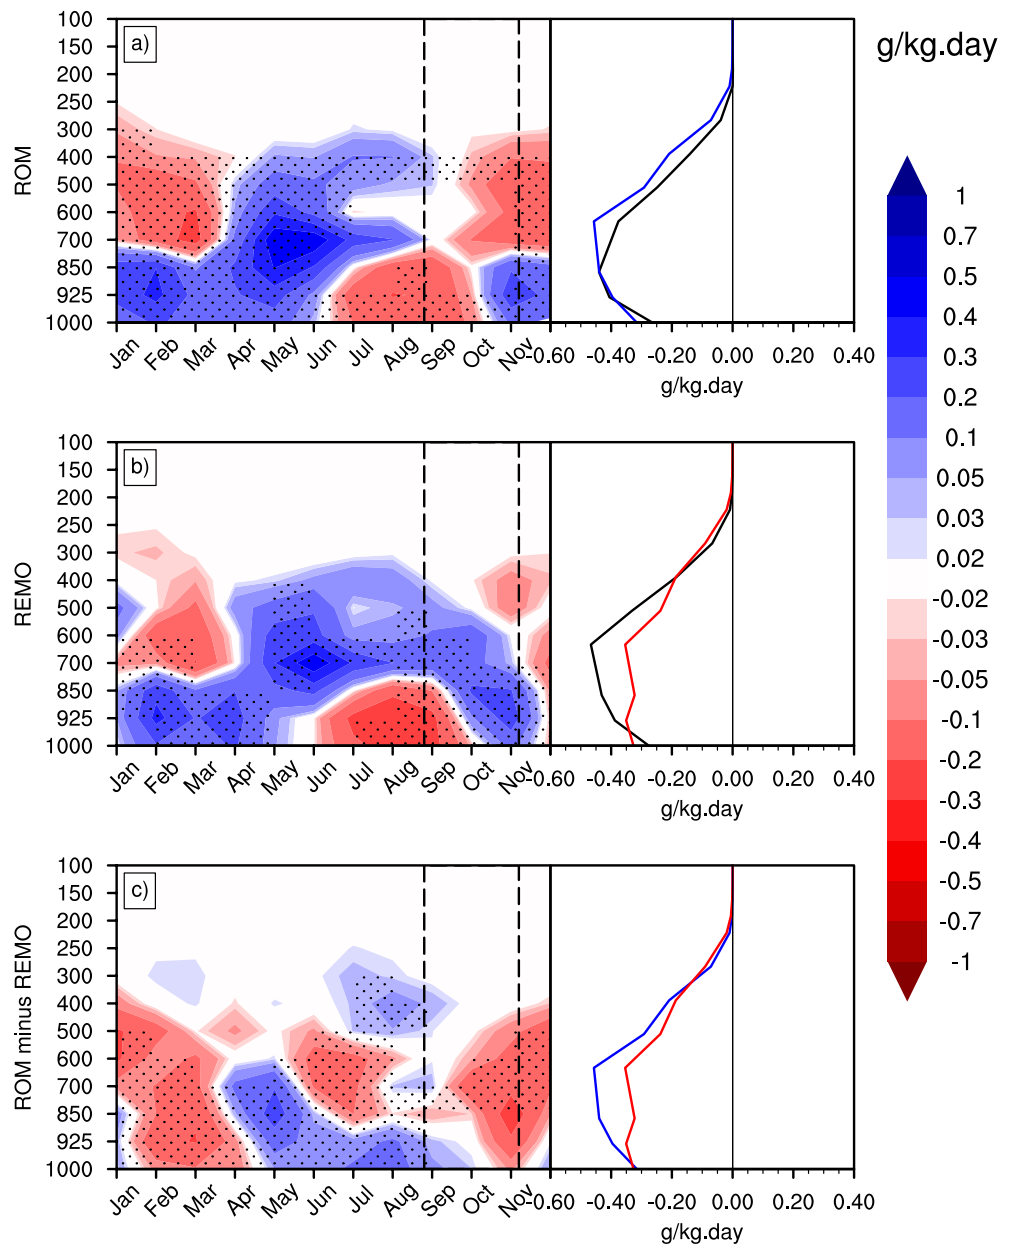 a)
ROM
100
150
200
250
300
400
500
600
700
850
925
1000
Jan
Feb
Mar
Apr
May
Jun
Jul
Aug
Sep
Oct
Nov
-0.60
-0.40
-0.20
0.00
0.20
0.40
g/kg.day
b)
REMO
100
150
200
250
300
400
500
600
700
850
925
1000
Jan
Feb
Mar
Apr
May
Jun
Jul
Aug
Sep
Oct
Nov
-0.60
-0.40
-0.20
0.00
0.20
0.40
g/kg.day
c)
ROM minus REMO
100
150
200
250
300
400
500
600
700
850
925
1000
Jan
Feb
Mar
Apr
May
Jun
Jul
Aug
Sep
Oct
Nov
-0.60
-0.40
-0.20
0.00
0.20
0.40
g/kg.day
g/kg.day
1
0.7
0.5
0.4
0.3
0.2
0.1
0.05
0.03
0.02
-0.02
-0.03
-0.05
-0.1
-0.2
-0.3
-0.4
-0.5
-0.7
-1